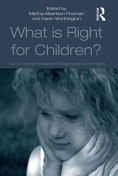 Edited by
Martha Albertson Fineman
and Karen Worthington
What is Right
for Children?
The Competing Paradigms of Religion and Human Rights